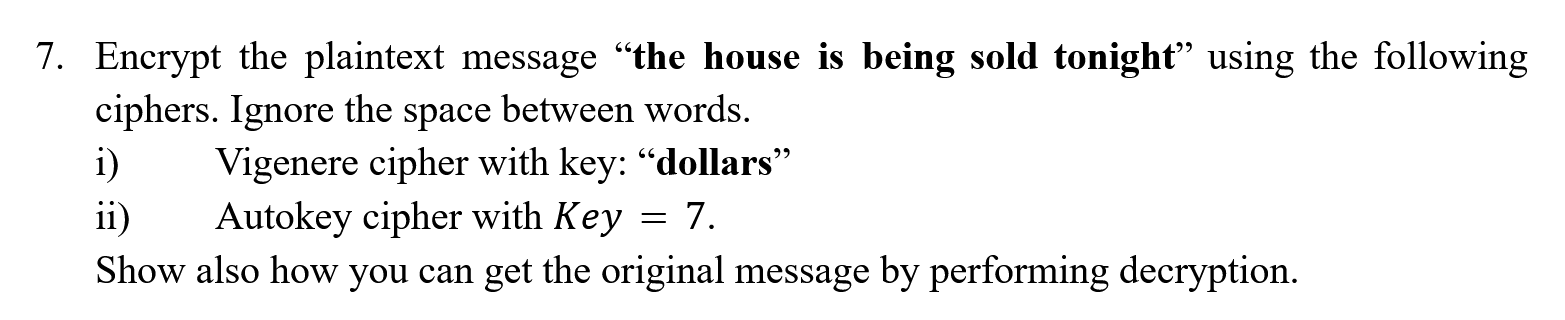 7. Encrypt the plaintext message “the house is being sold tonight” using the following
ciphers. Ignore the space between words.
i) Vigenere cipher with key: “dollars”
ii) Autokey cipher with Key = 7.
Show also how you can get the original message by performing decryption.